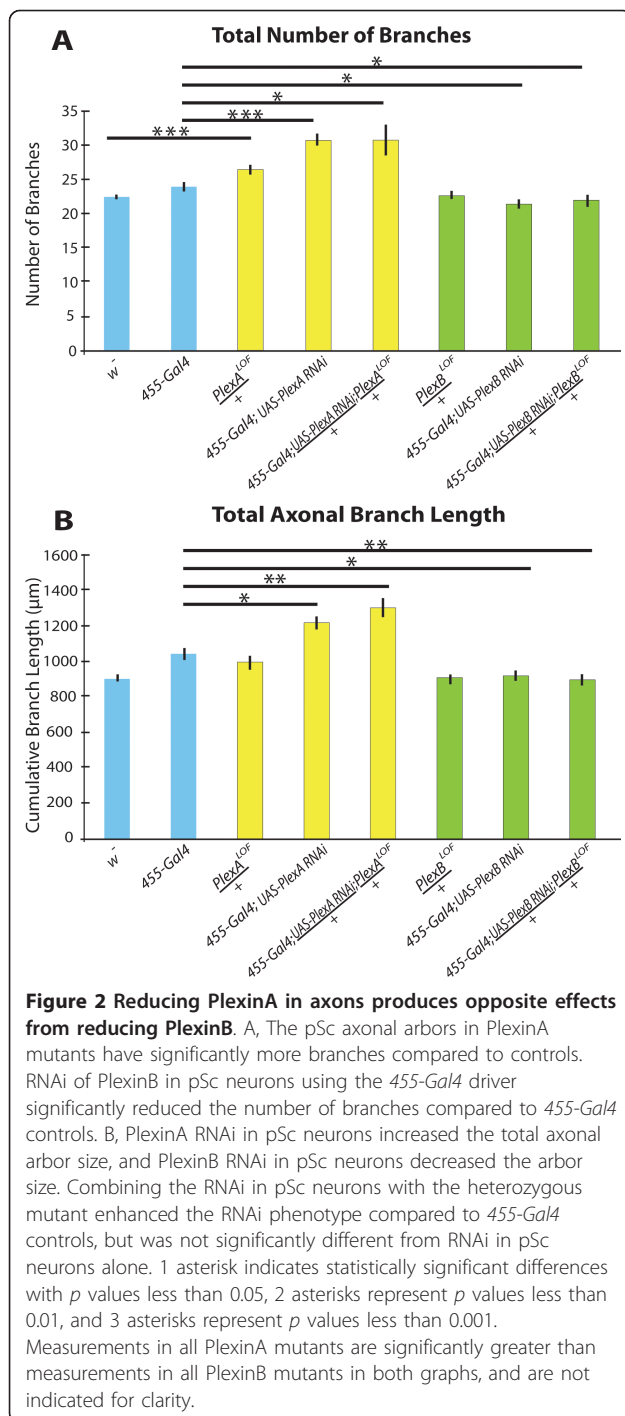 A
Total Number of Branches
*
*
*
***
***
Number of Branches
35
30
25
20
15
10
5
0
w-
455-Gal4
PlexA LOF
+
455-Gal4; UAS-PlexA RNAi
455-Gal4;UAS-PlexA RNAi;PlexA LOF
+ +
PlexB LOF
+
455-Gal4; UAS-PlexB RNAi
455-Gal4;UAS-PlexB RNAi;PlexB LOF
+ +
B
Total Axonal Branch Length
**
*
**
*
Cumulative Branch Length (µm)
1600
1400
1200
1000
800
600
400
200
0
w-
455-Gal4
PlexA LOF
+
455-Gal4; UAS-PlexA RNAi
455-Gal4;UAS-PlexA RNAi;PlexA LOF
+ +
PlexB LOF
+
455-Gal4; UAS-PlexB RNAi
455-Gal4;UAS-PlexB RNAi;PlexB LOF
+ +
Figure 2 Reducing PlexinA in axons produces opposite effects
from reducing PlexinB. A, The pSc axonal arbors in PlexinA
mutants have significantly more branches compared to controls.
RNAi of PlexinB in pSc neurons using the 455-Gal4 driver
significantly reduced the number of branches compared to 455-Gal4
controls. B, PlexinA RNAi in pSc neurons increased the total axonal
arbor size, and PlexinB RNAi in pSc neurons decreased the arbor
size. Combining the RNAi in pSc neurons with the heterozygous
mutant enhanced the RNAi phenotype compared to 455-Gal4
controls, but was not significantly different from RNAi in pSc
neurons alone. 1 asterisk indicates statistically significant differences
with p values less than 0.05, 2 asterisks represent p values less than
0.01, and 3 asterisks represent p values less than 0.001.
Measurements in all PlexinA mutants are significantly greater than
measurements in all PlexinB mutants in both graphs, and are not
indicated for clarity.